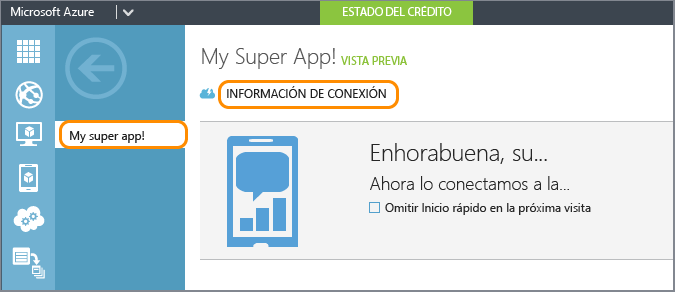 Microsoft Azure
ESTADO DEL CRÉDITO
My Super App! VISTA PREVIA
INFORMACIÓN DE CONEXIÓN
My super app!
Enhorabuena, su...
Ahora lo conectamos a la...
Omitir Inicio rápido en la próxima visita